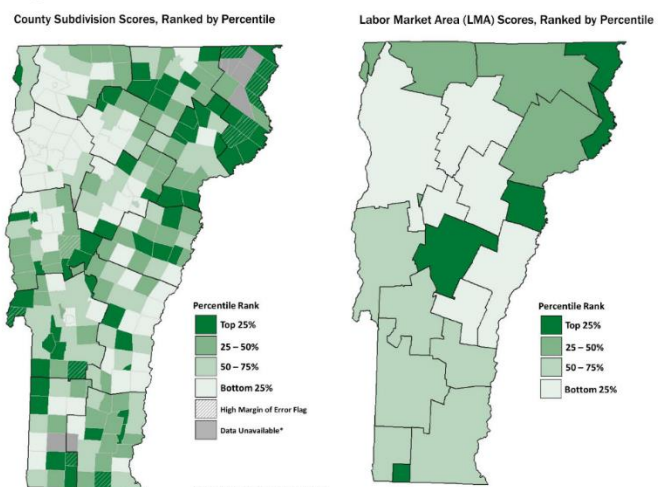 County Subdivision Scores, Ranked by Percentile
Labor Market Area (LMA) Scores, Ranked by Percentile
Percentile Rank
Top 25%
25 – 50%
50 – 75%
Bottom 25%
High Margin of Error Flag
Data Unavailable*
Percentile Rank
Top 25%
25 – 50%
50 – 75%
Bottom 25%